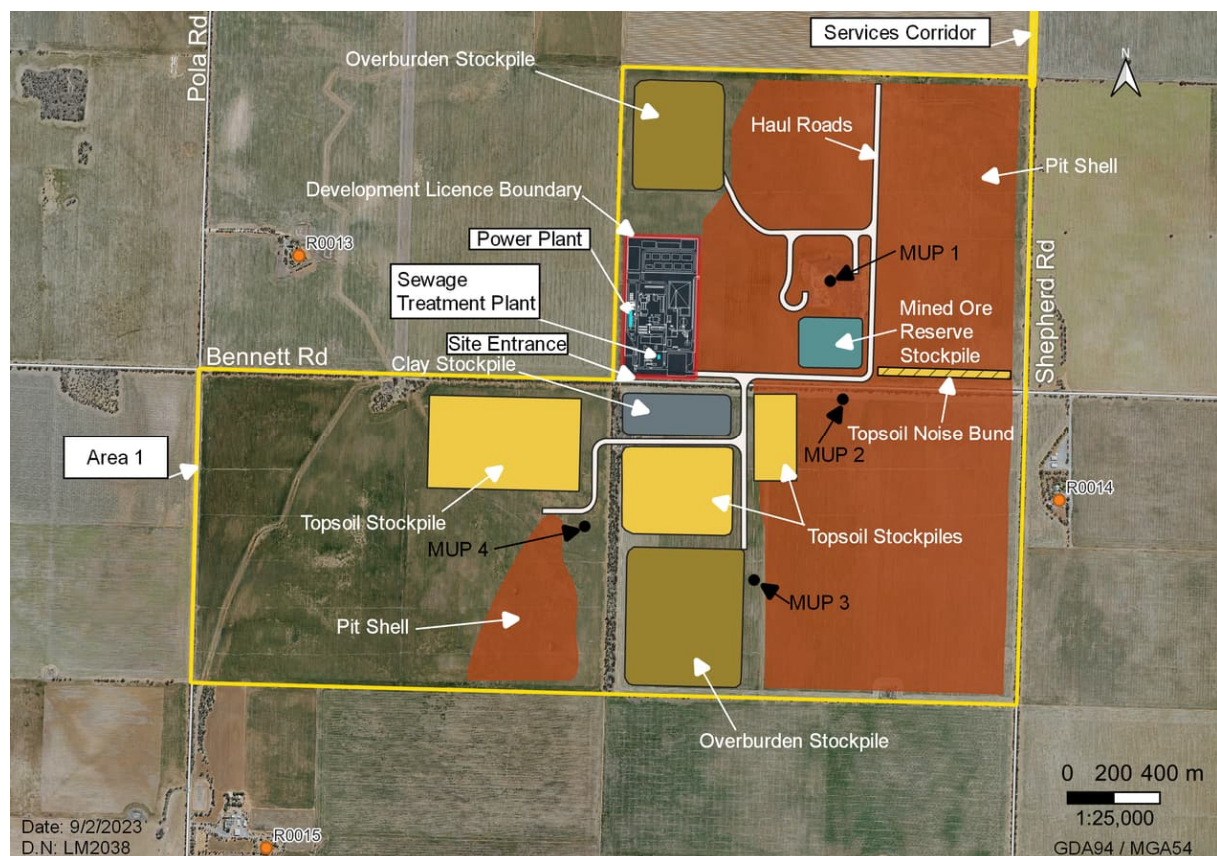 Services Corridor
N
Pola Rd
Overburden Stockpile
Haul Roads
Pit Shell
Development Licence Boundary
Power Plant
R0013
MUP 1
Sewage
Treatment Plant
Mined Ore
Reserve
Stockpile
Shepherd Rd
Site Entrance
Bennett Rd
Clay Stockpile
Topsoil Noise Bund
MUP 2
Area 1
R0014
Topsoil Stockpile
Topsoil Stockpiles
MUP 4
MUP 3
Pit Shell
Overburden Stockpile
0 200 400 m
1:25,000
R0015
Date: 9/2/2023
D.N: LM2038
GDA94 / MGA54